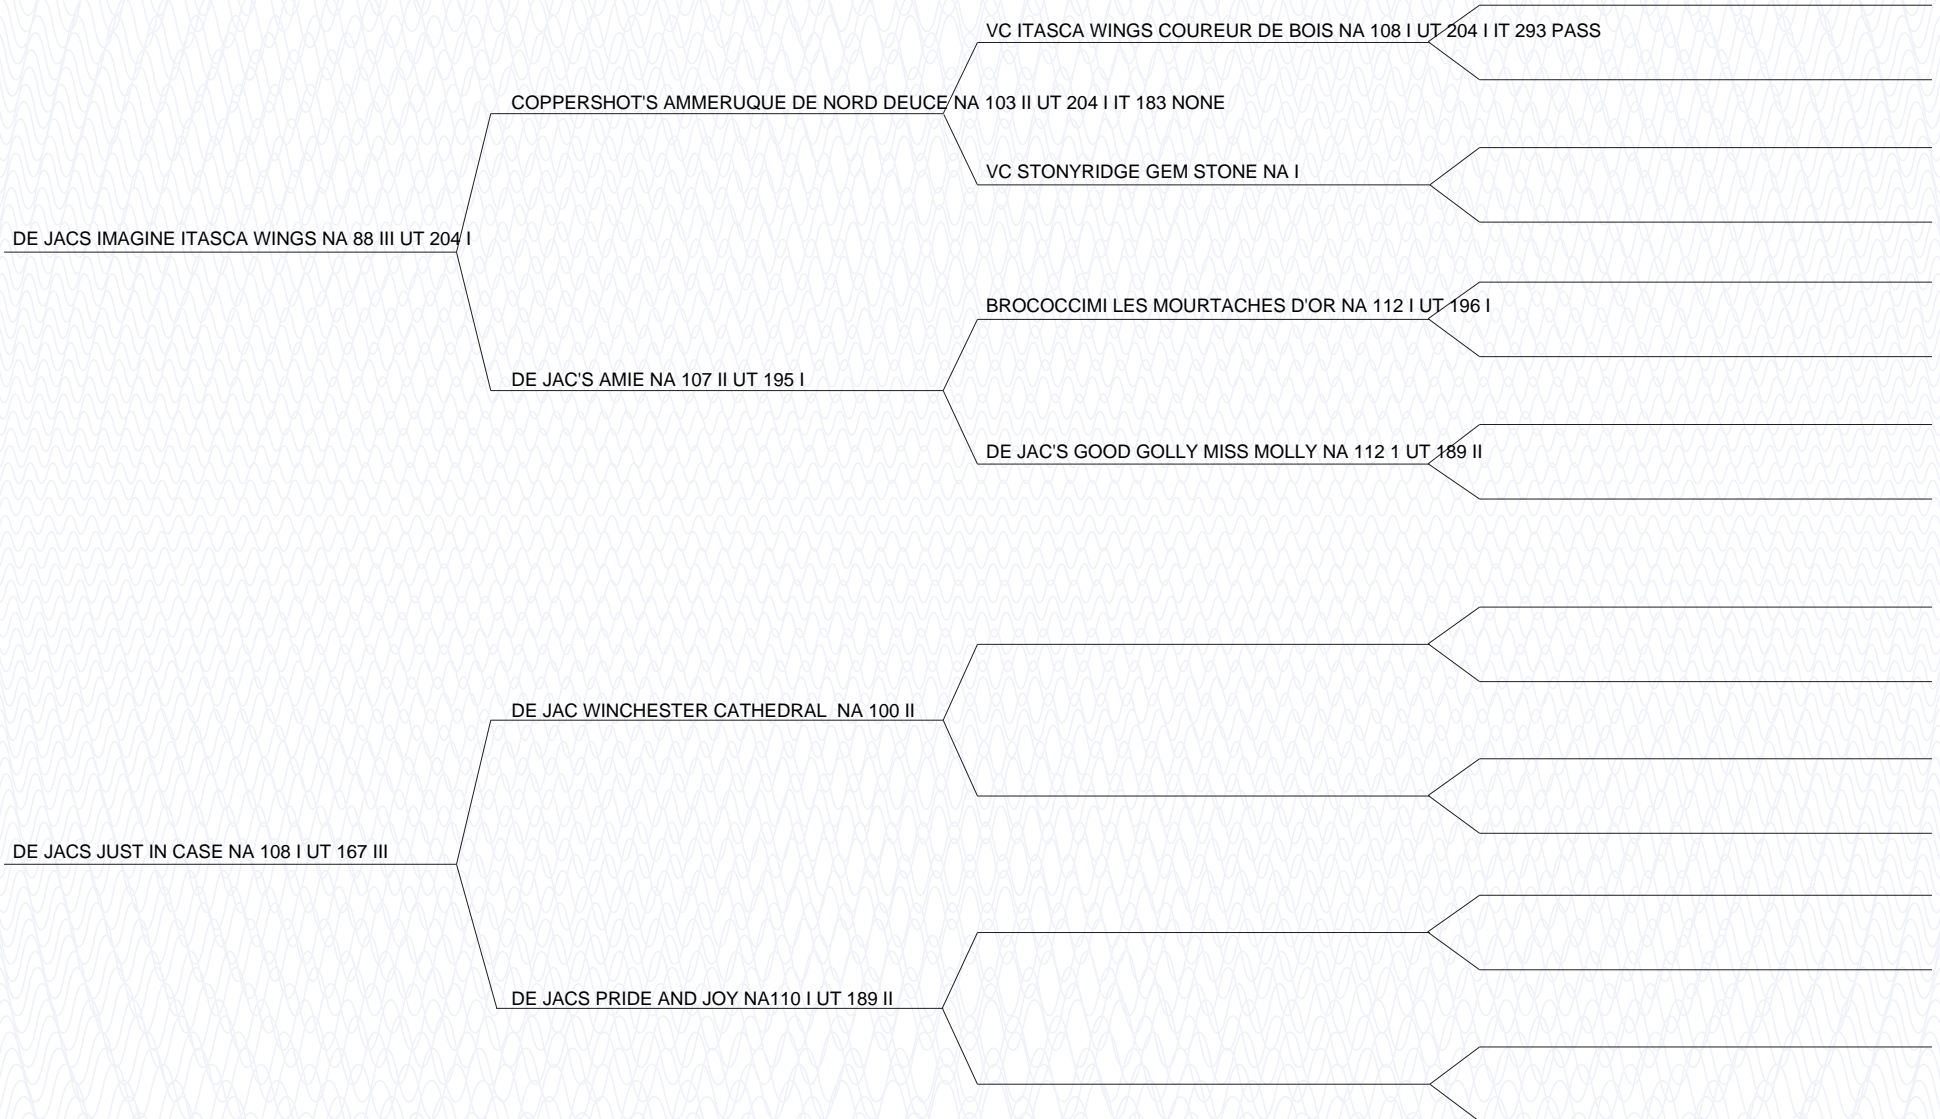 VC ITASCA WINGS COUREUR DE BOIS NA 108 I UT 204 I IT 293 PASS
COPPERSHOT'S AMMERUQUE DE NORD DEUCE NA 103 II UT 204 I IT 183 NONE
VC STONYRIDGE GEM STONE NA I
DE JACS IMAGINE ITASCA WINGS NA 88 III UT 204 I
BROCOCCIMI LES MOURTACHES D'OR NA 112 I UT 196 I
DE JAC'S AMIE NA 107 II UT 195 I
DE JAC'S GOOD GOLLY MISS MOLLY NA 112 1 UT 189 II
DE JAC WINCHESTER CATHEDRAL  NA 100 II
DE JACS JUST IN CASE NA 108 I UT 167 III
DE JACS PRIDE AND JOY NA110 I UT 189 II